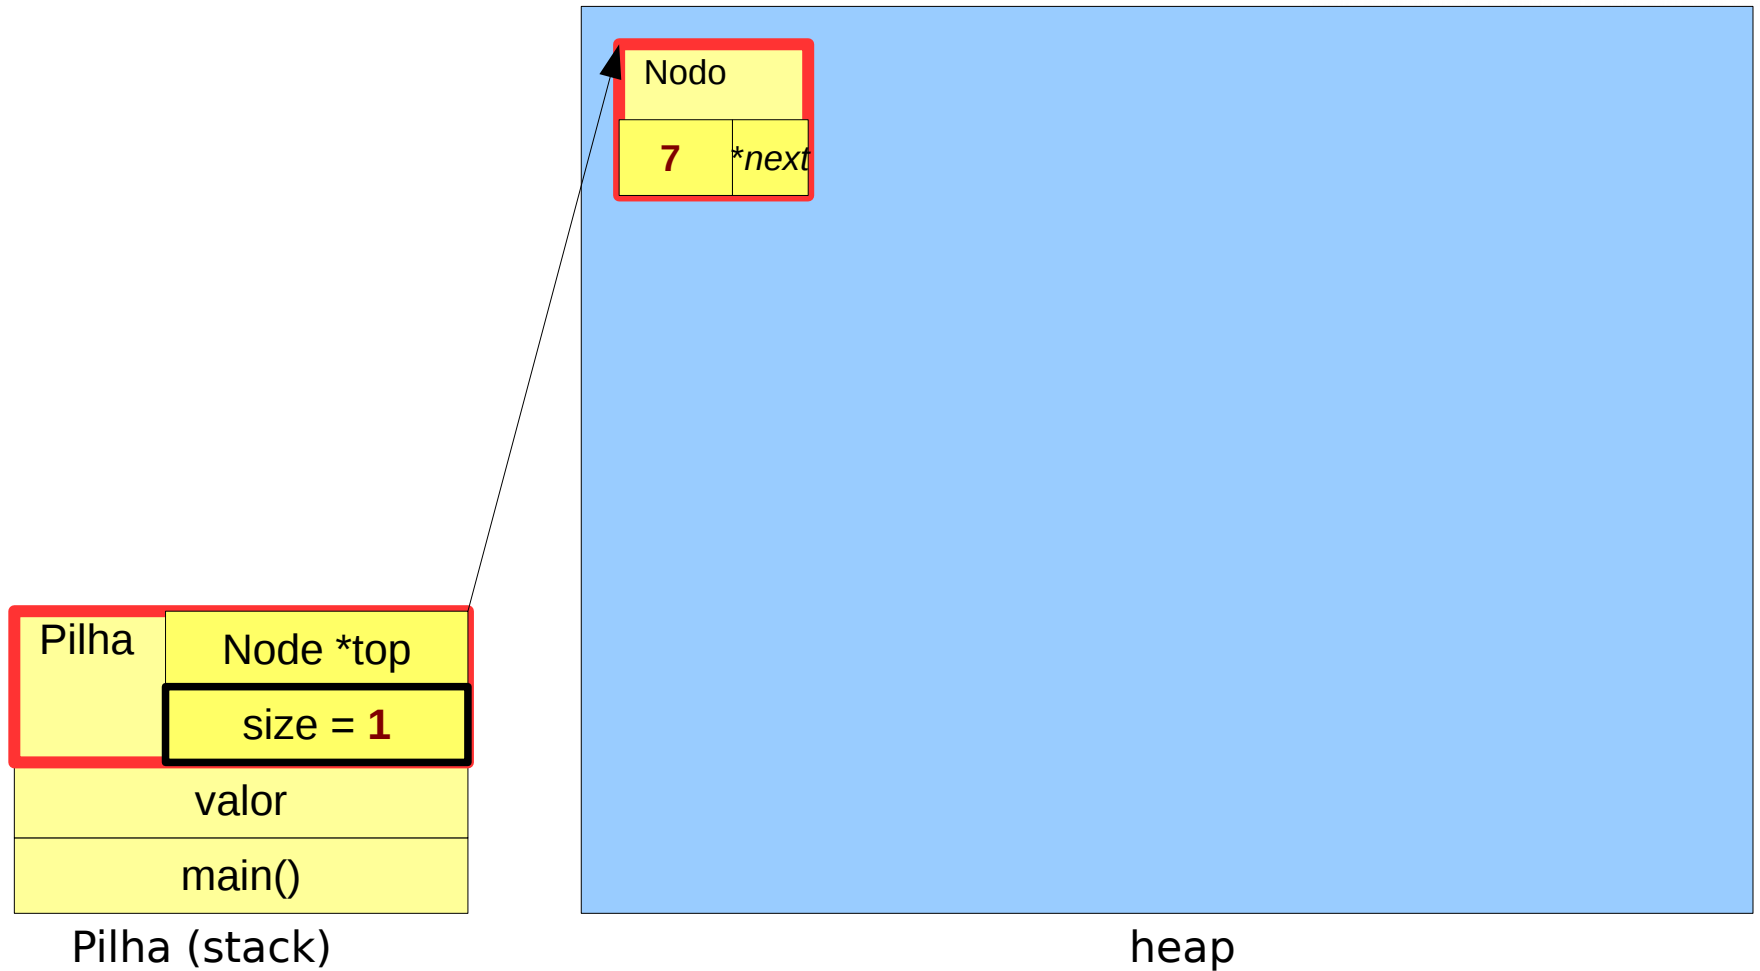 Nodo
7 *next
Pilha
Node *top
size = 1
valor
main()
Pilha (stack)
heap